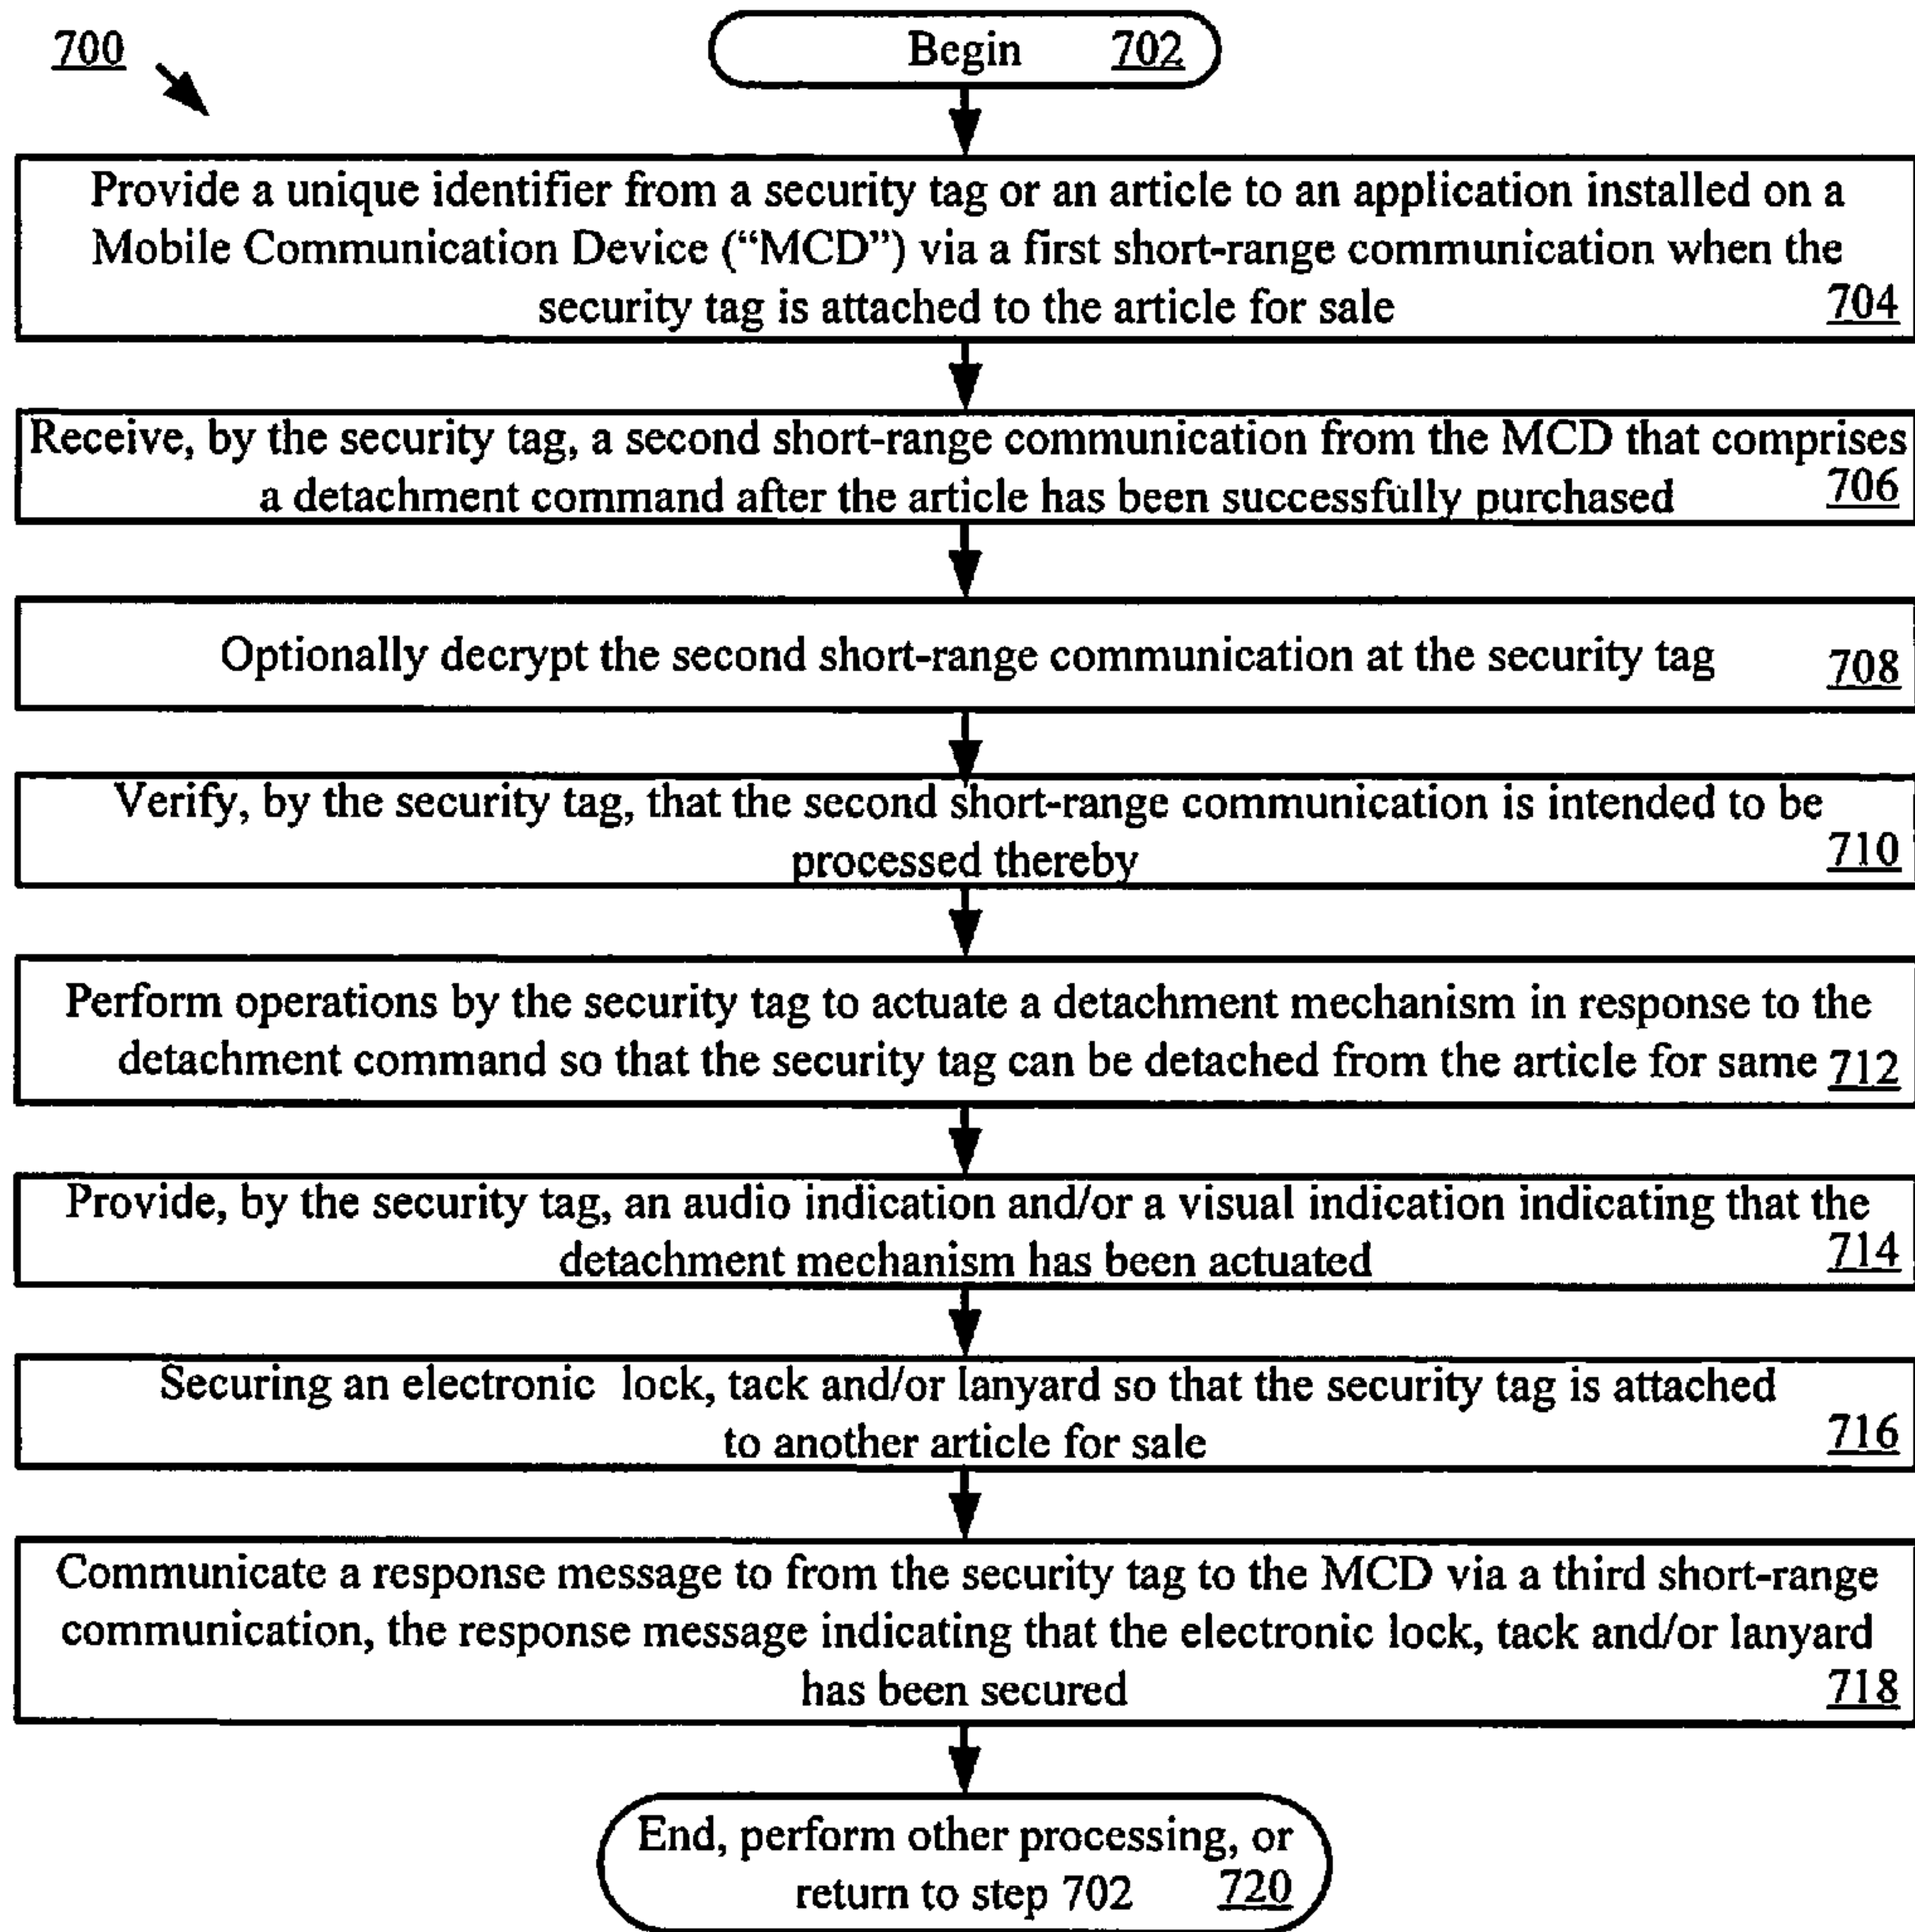 700
Begin 702
Provide a unique identifier from a security tag or an article to an application installed on a
Mobile Communication Device (“MCD”) via a first short-range communication when the
security tag is attached to the article for sale 704
Receive, by the security tag, a second short-range communication from the MCD that comprises
a detachment command after the article has been successfully purchased 706
Optionally decrypt the second short-range communication at the security tag 708
Verify, by the security tag, that the second short-range communication is intended to be
processed thereby 710
Perform operations by the security tag to actuate a detachment mechanism in response to the
detachment command so that the security tag can be detached from the article for same 712
Provide, by the security tag, an audio indication and/or a visual indication indicating that the
detachment mechanism has been actuated 714
Securing an electronic lock, tack and/or lanyard so that the security tag is attached
to another article for sale 716
Communicate a response message to from the security tag to the MCD via a third short-range
communication, the response message indicating that the electronic lock, tack and/or lanyard
has been secured 718
End, perform other processing, or
return to step 702 720